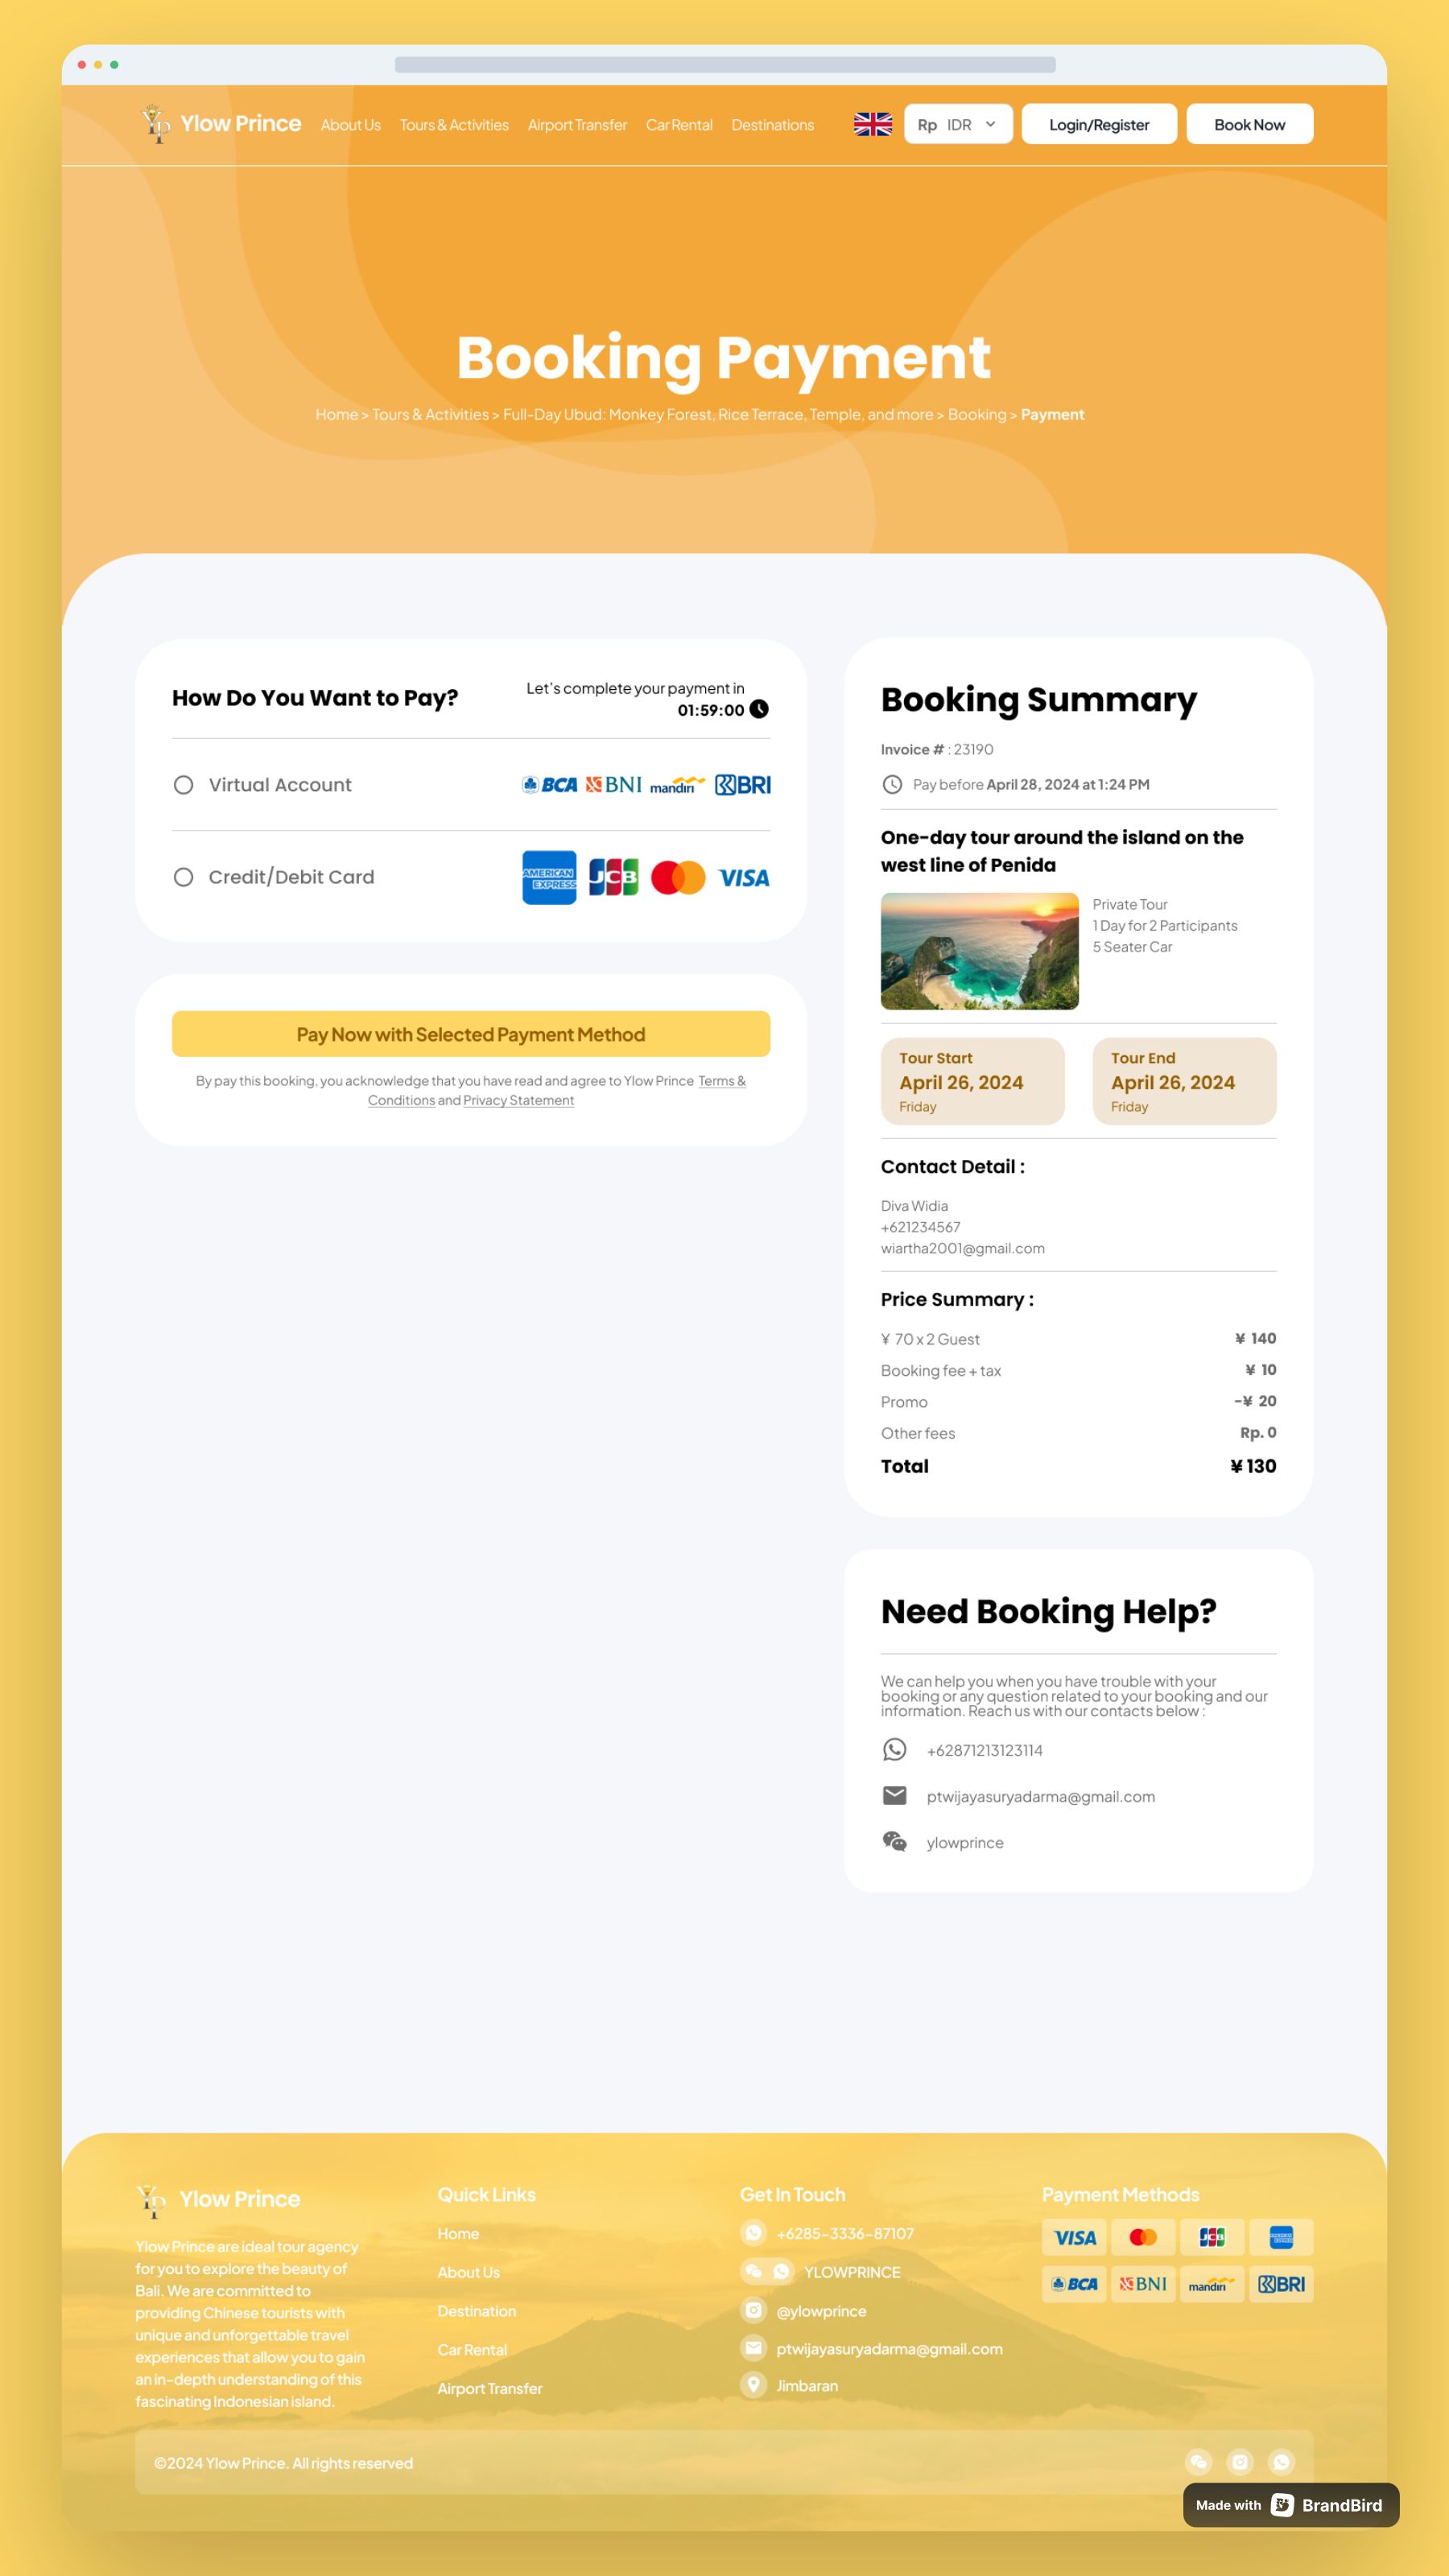 Ylow Prince
About Us
Tours & Activities
Airport Transfer
Car Rental
Destinations
Rp IDR
Login/Register
Book Now
Booking Payment
Home > Tours & Activities > Full-Day Ubud: Monkey Forest, Rice Terrace, Temple, and more > Booking > Payment
How Do You Want to Pay?
Let's complete your payment in
01:59:00
Virtual Account
BCA BNI mandiri BRI
Credit/Debit Card
AMERICAN EXPRESS JCB VISA
Pay Now with Selected Payment Method
By pay this booking, you acknowledge that you have read and agree to Ylow Prince Terms &
Conditions and Privacy Statement
Booking Summary
Invoice # : 23190
Pay before April 28, 2024 at 1:24 PM
One-day tour around the island on the
west line of Penida
Private Tour
1 Day for 2 Participants
5 Seater Car
Tour Start
April 26, 2024
Friday
Tour End
April 26, 2024
Friday
Contact Detail :
Diva Widia
+621234567
wiartha2001@gmail.com
Price Summary :
¥ 70 x 2 Guest ¥ 140
Booking fee + tax ¥ 10
Promo -¥ 20
Other fees Rp. 0
Total ¥ 130
Need Booking Help?
We can help you when you have trouble with your
booking or any question related to your booking and our
information. Reach us with our contacts below :
+62871213123114
ptwijayasuryadarma@gmail.com
ylowprince
Ylow Prince
Ylow Prince are ideal tour agency
for you to explore the beauty of
Bali. We are committed to
providing Chinese tourists with
unique and unforgettable travel
experiences that allow you to gain
an in-depth understanding of this
fascinating Indonesian island.
Quick Links
Home
About Us
Destination
Car Rental
Airport Transfer
Get In Touch
+6285-3336-87107
YLOWPRINCE
@ylowprince
ptwijayasuryadarma@gmail.com
Jimbaran
Payment Methods
VISA JCB AMERICAN EXPRESS
BCA BNI mandiri BRI
©2024 Ylow Prince. All rights reserved
Made with BrandBird